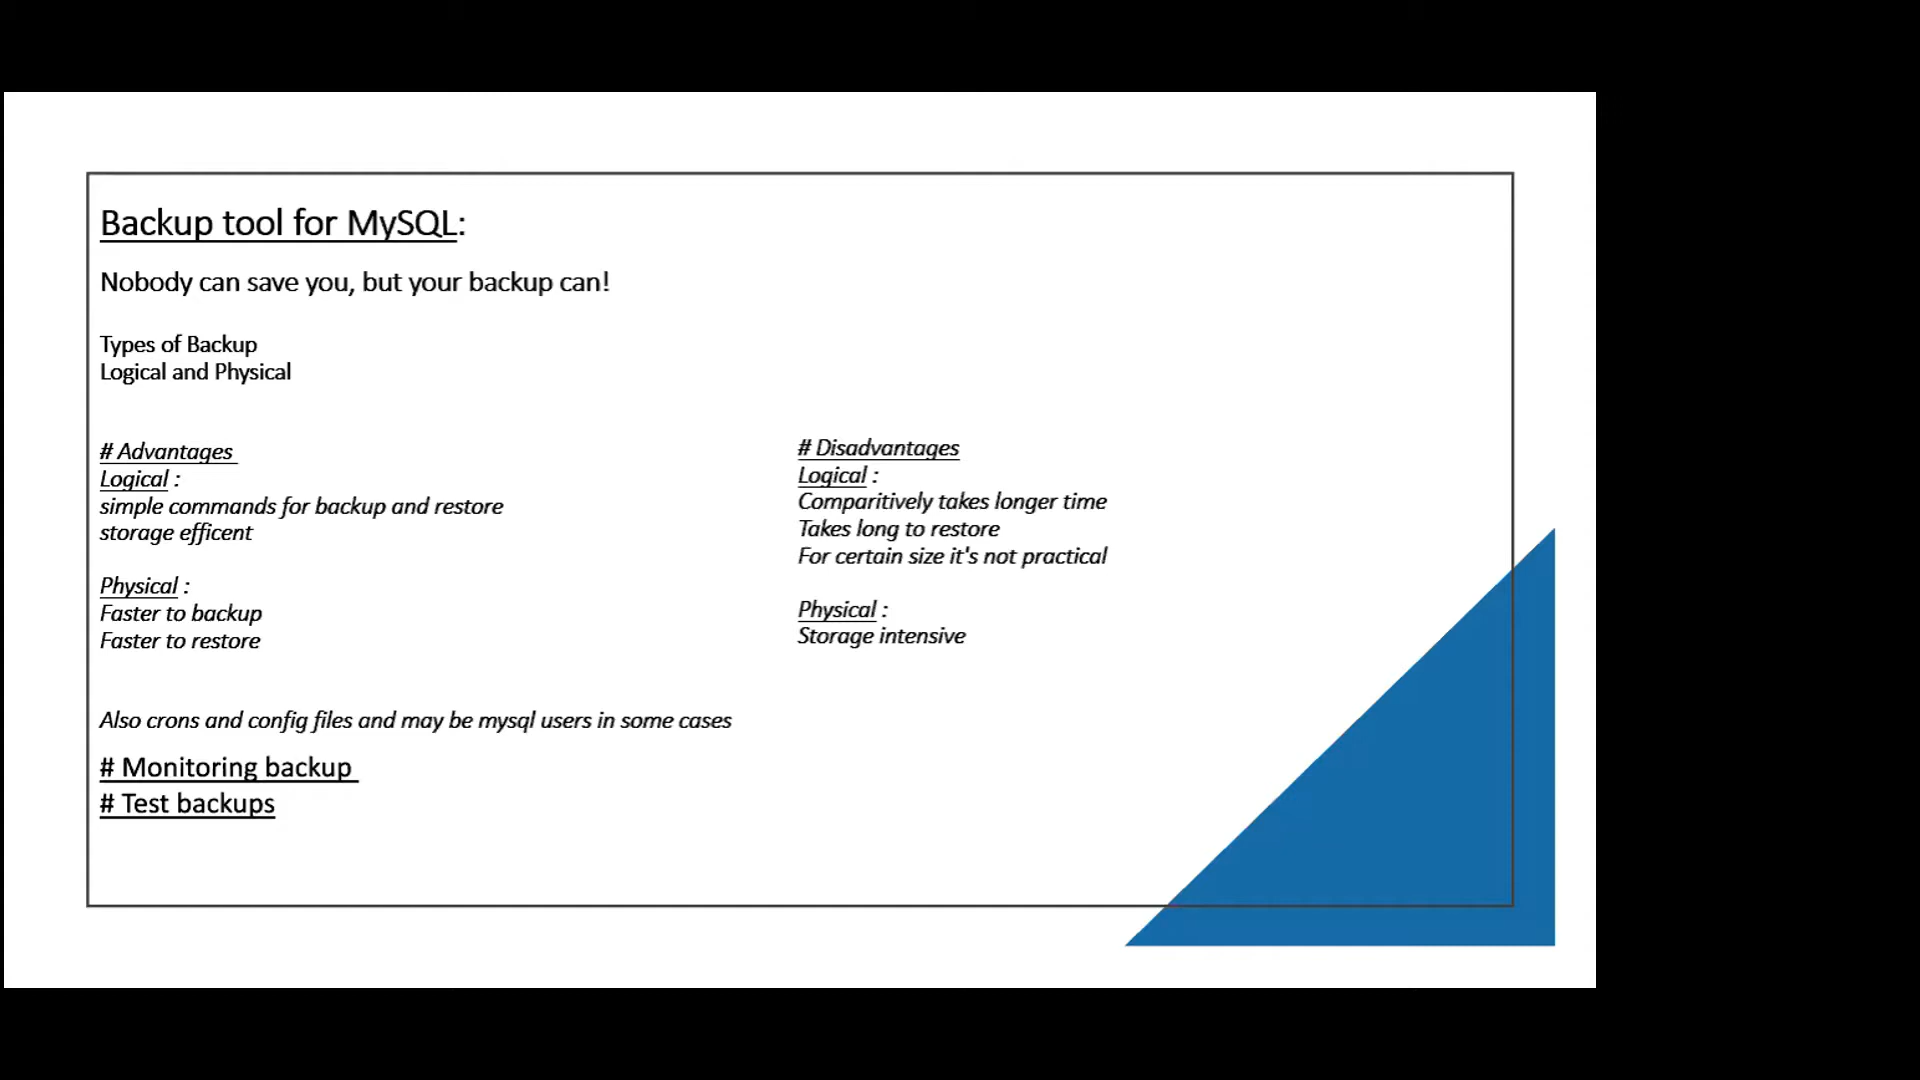 Backup tool for MySQL:
Nobody can save you, but your backup can!
Types of Backup
Logical and Physical
# Advantages
Logical :
simple commands for backup and restore
storage efficent
Physical :
Faster to backup
Faster to restore
# Disadvantages
Logical :
Comparitively takes longer time
Takes long to restore
For certain size it's not practical
Physical :
Storage intensive
Also crons and config files and may be mysql users in some cases
# Monitoring backup
# Test backups